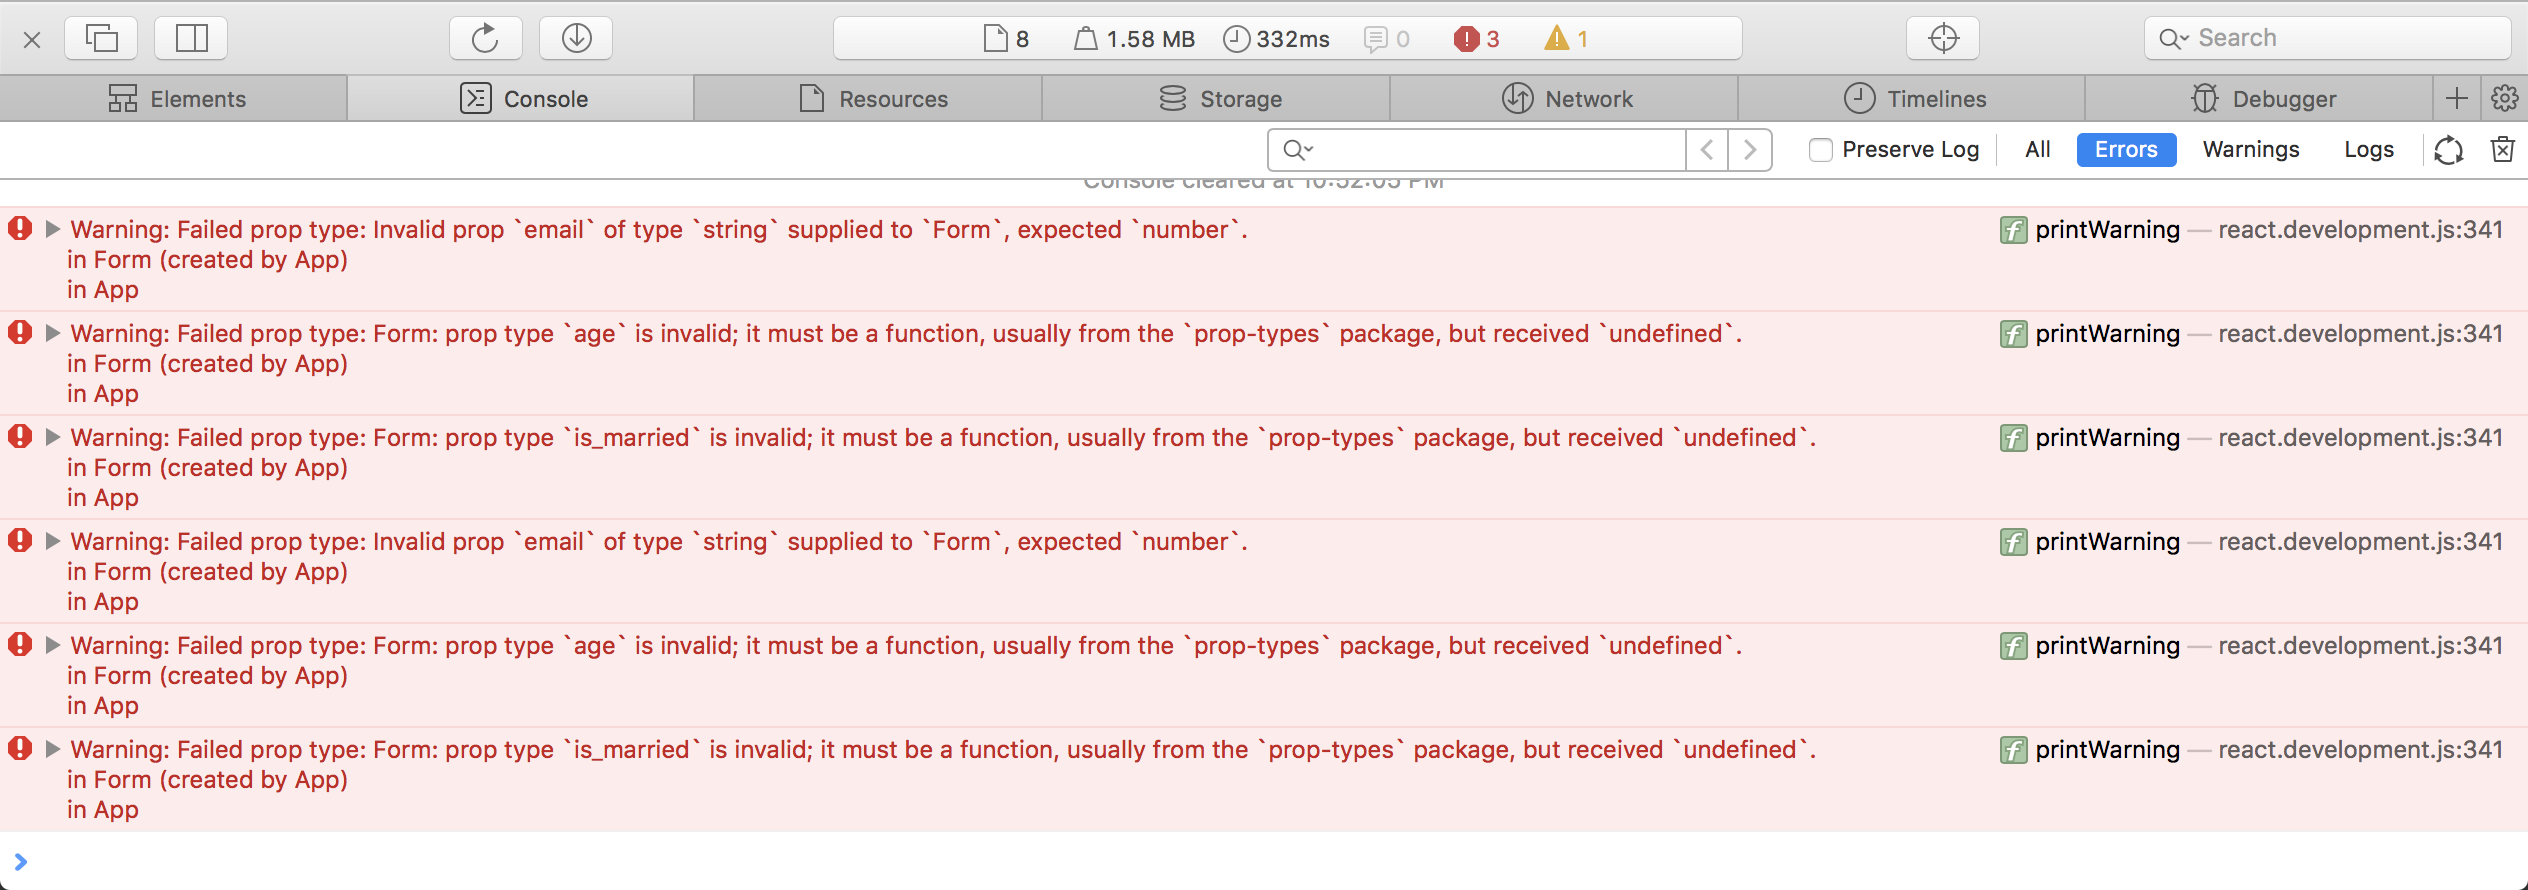 8 1.58 MB 332ms 0 3 1 Search
Elements Console Resources Storage Network Timelines Debugger
Preserve Log All Errors Warnings Logs
Console cleared at 10:52:05 PM
Warning: Failed prop type: Invalid prop `email` of type `string` supplied to `Form`, expected `number`. f printWarning — react.development.js:341
in Form (created by App)
in App
Warning: Failed prop type: Form: prop type `age` is invalid; it must be a function, usually from the `prop-types` package, but received `undefined`. f printWarning — react.development.js:341
in Form (created by App)
in App
Warning: Failed prop type: Form: prop type `is_married` is invalid; it must be a function, usually from the `prop-types` package, but received `undefined`. f printWarning — react.development.js:341
in Form (created by App)
in App
Warning: Failed prop type: Invalid prop `email` of type `string` supplied to `Form`, expected `number`. f printWarning — react.development.js:341
in Form (created by App)
in App
Warning: Failed prop type: Form: prop type `age` is invalid; it must be a function, usually from the `prop-types` package, but received `undefined`. f printWarning — react.development.js:341
in Form (created by App)
in App
Warning: Failed prop type: Form: prop type `is_married` is invalid; it must be a function, usually from the `prop-types` package, but received `undefined`. f printWarning — react.development.js:341
in Form (created by App)
in App